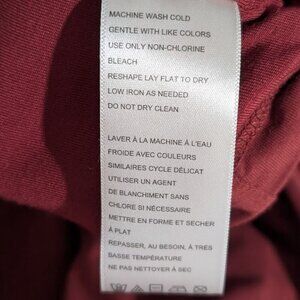 MACHINE WASH COLD
GENTLE WITH LIKE COLORS
USE ONLY NON-CHLORINE
BLEACH
RESHAPE LAY FLAT TO DRY
LOW IRON AS NEEDED
DO NOT DRY CLEAN
LAVER À LA MACHINE À L'EAU
FROIDE AVEC COULEURS
SIMILAIRES CYCLE DÉLICAT
UTILISER UN AGENT
DE BLANCHIMENT SANS
CHLORE SI NÉCESSAIRE
METTRE EN FORME ET SECHER
À PLAT
REPASSER, AU BESOIN, À TRÈS
BASSE TEMPÉRATURE
NE PAS NETTOYER À SEC